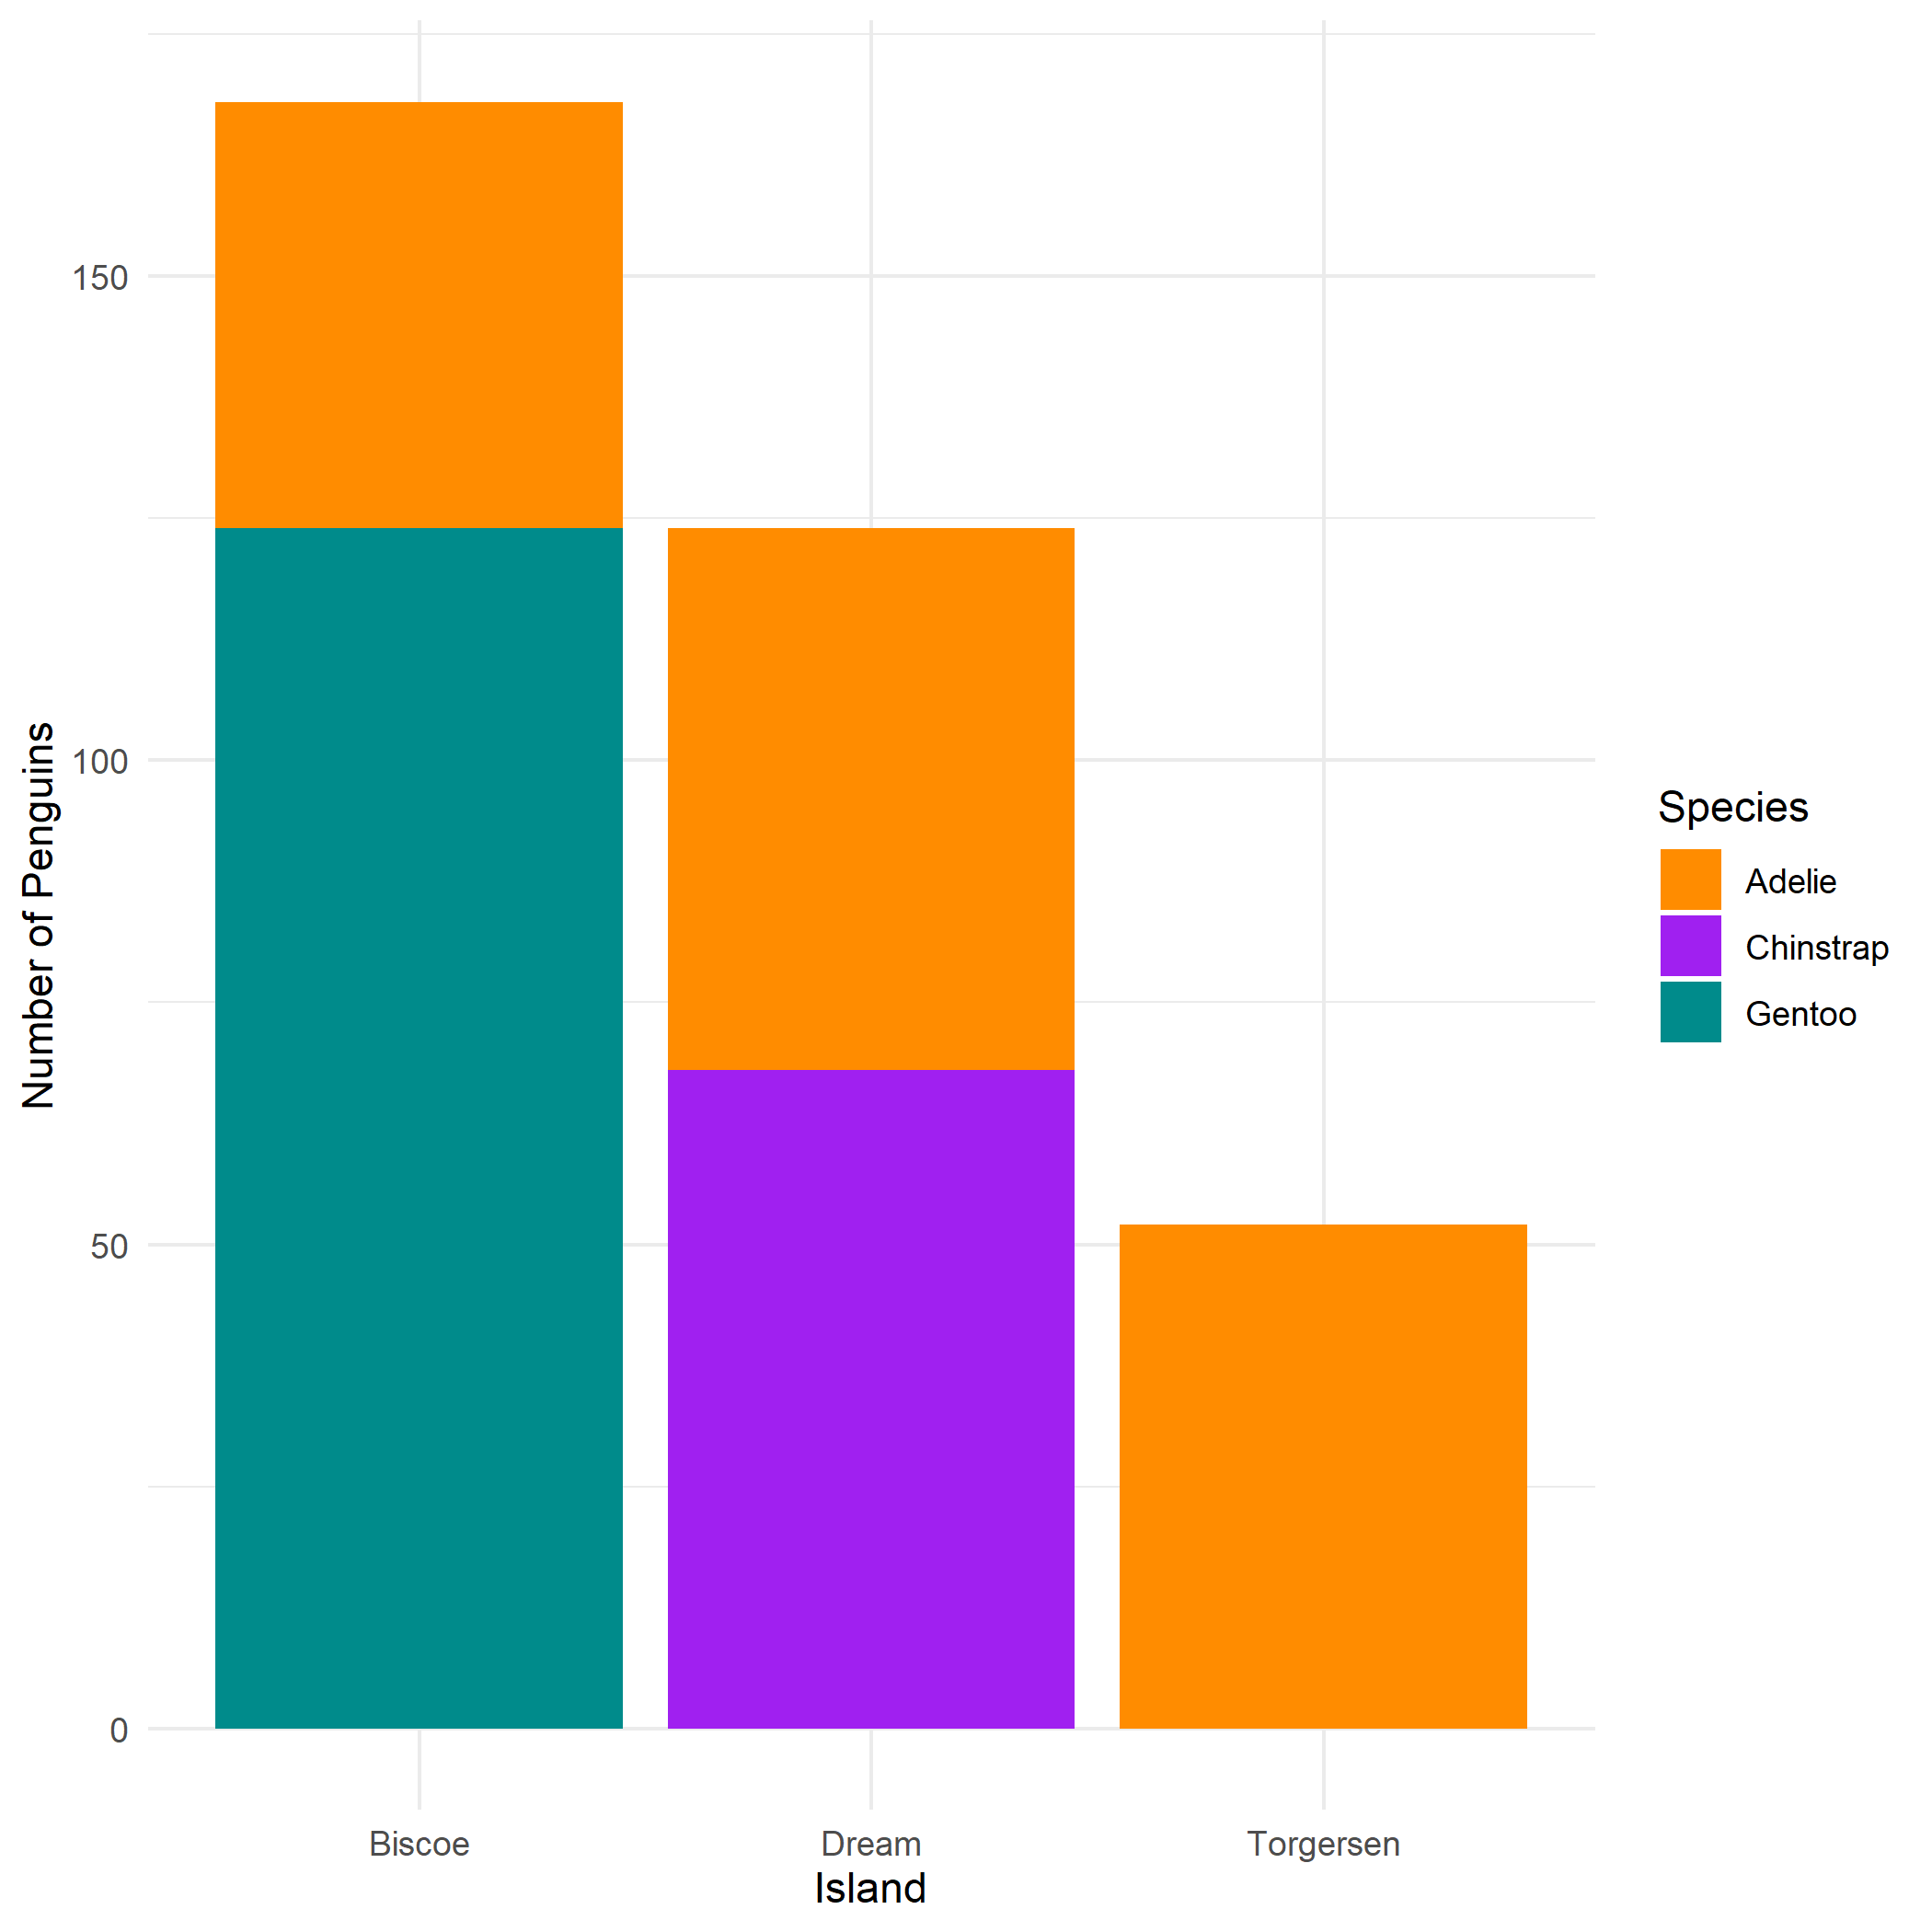 Number of Penguins
150
100
50
0
Biscoe
Dream
Torgersen
Island
Species
Adelie
Chinstrap
Gentoo